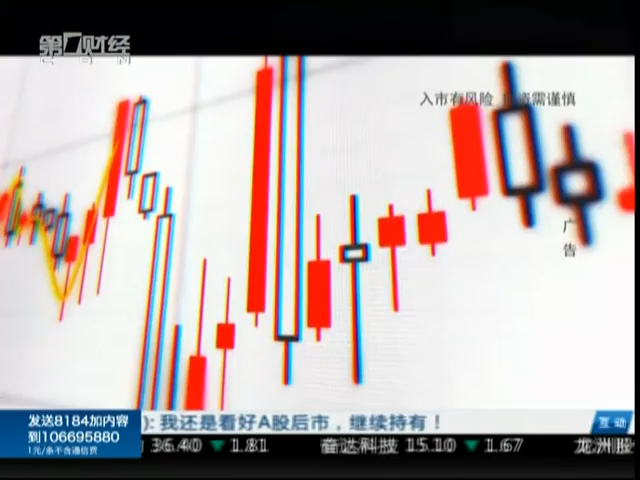 第一财经
CBN
入市有风险 投资需谨慎
广
告
发送8184加内容
到106695880
1元/条不含通信费
): 我还是看好A股后市，继续持有！
互动
36.40 ▼ 1.81 奋达科技 15.10 ▼ 1.67 龙洲股